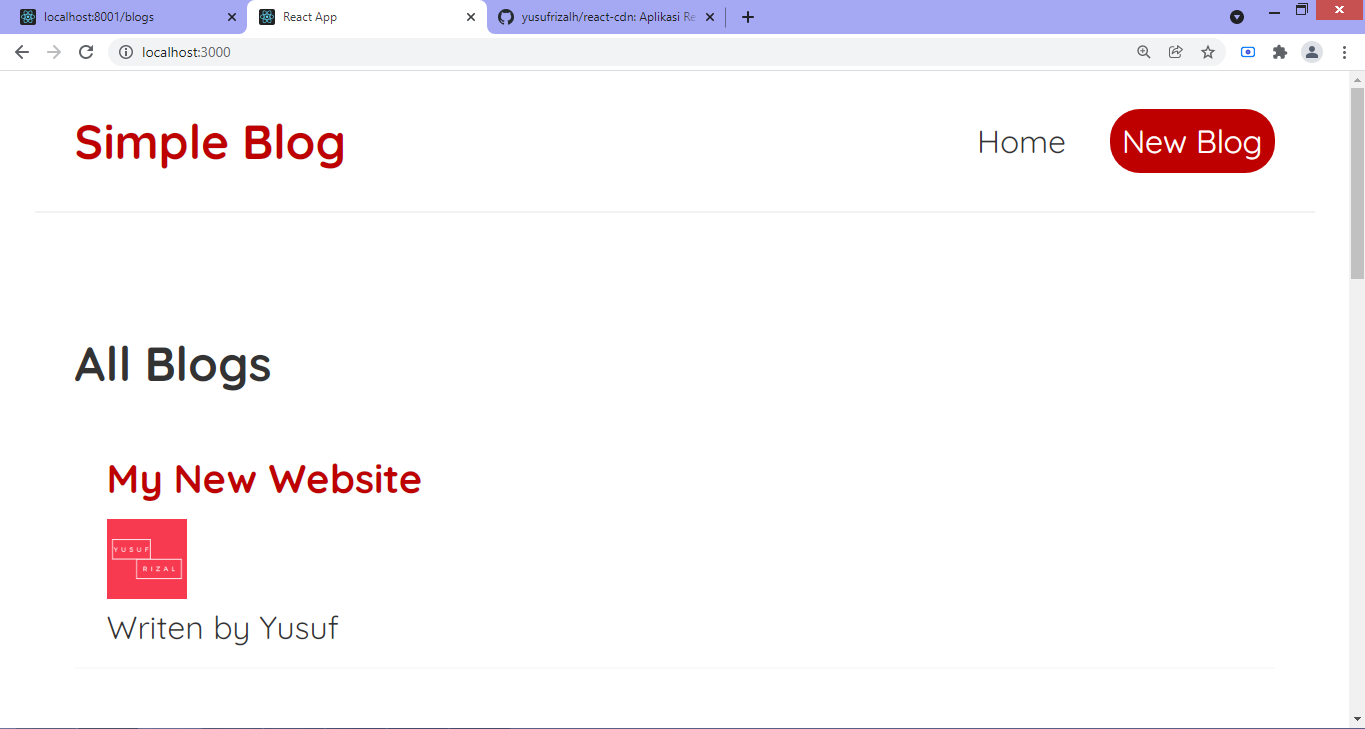 localhost:8001/blogs
React App
yusufrizalh/react-cdn: Aplikasi Re
localhost:3000
Simple Blog
Home
New Blog
All Blogs
My New Website
YUSUF
RIZAL
Writen by Yusuf